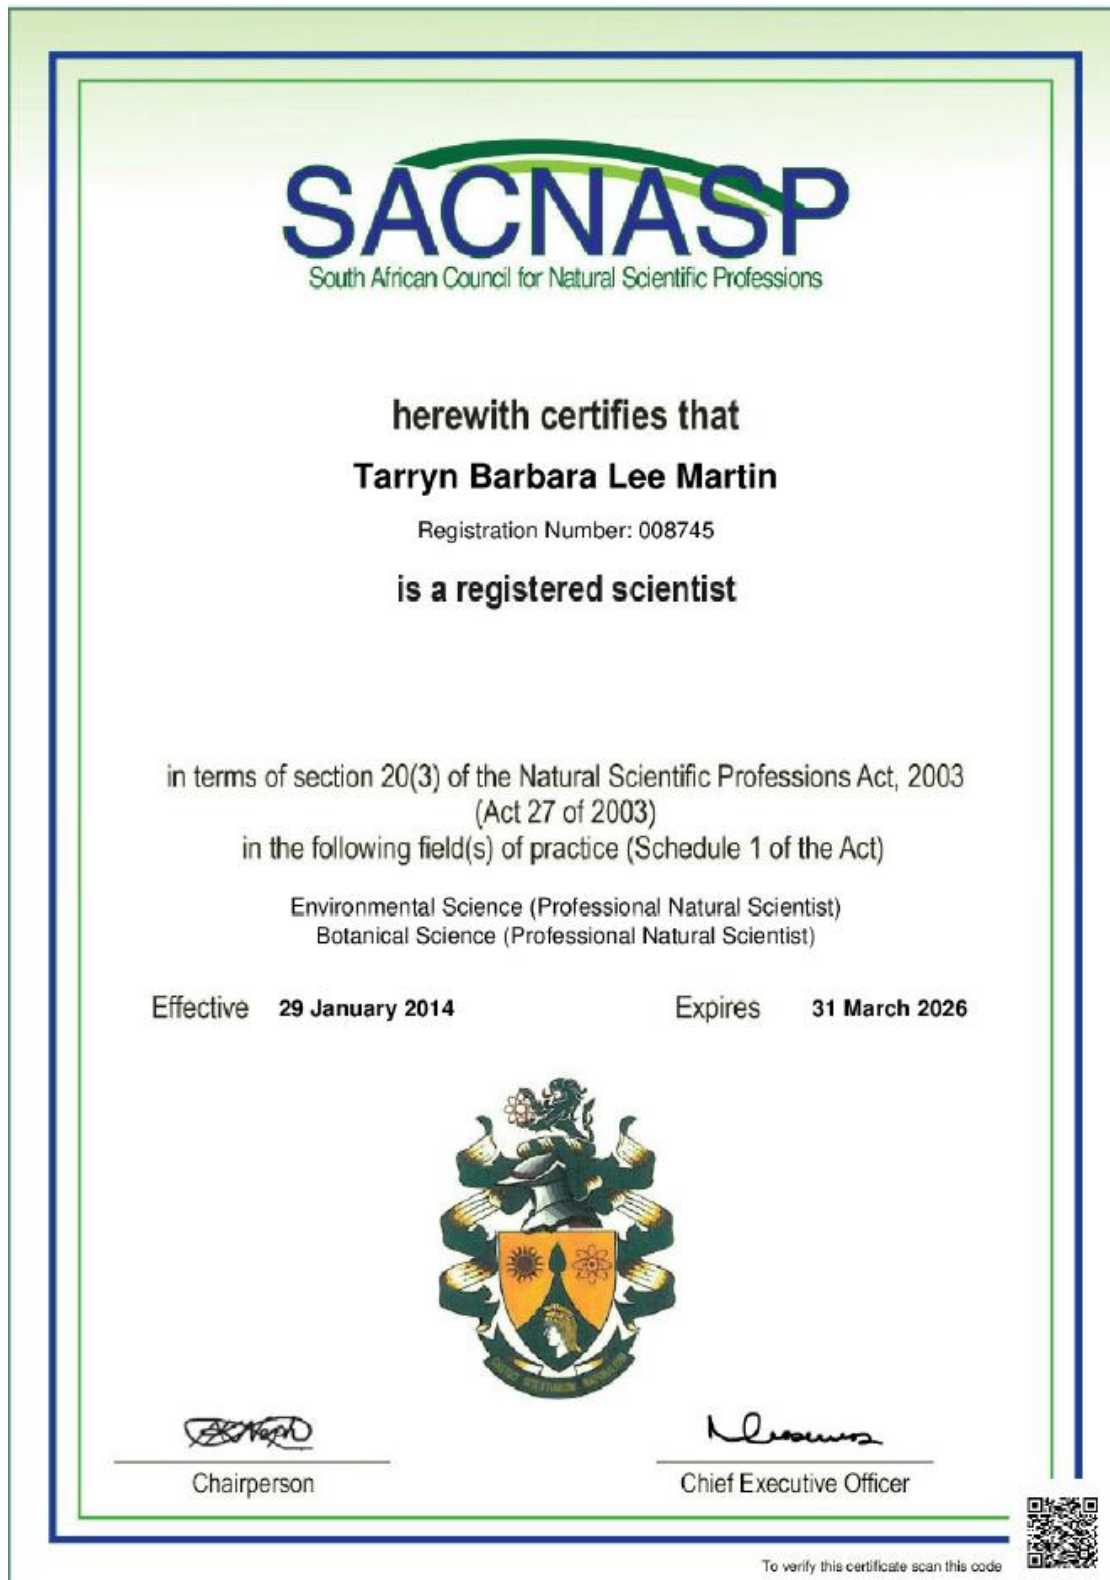 SACNASP
South African Council for Natural Scientific Professions
herewith certifies that
Tarryn Barbara Lee Martin
Registration Number: 008745
is a registered scientist
in terms of section 20(3) of the Natural Scientific Professions Act, 2003
(Act 27 of 2003)
in the following field(s) of practice (Schedule 1 of the Act)
Environmental Science (Professional Natural Scientist)
Botanical Science (Professional Natural Scientist)
Effective 29 January 2014 Expires 31 March 2026
Chairperson Chief Executive Officer
To verify this certificate scan this code